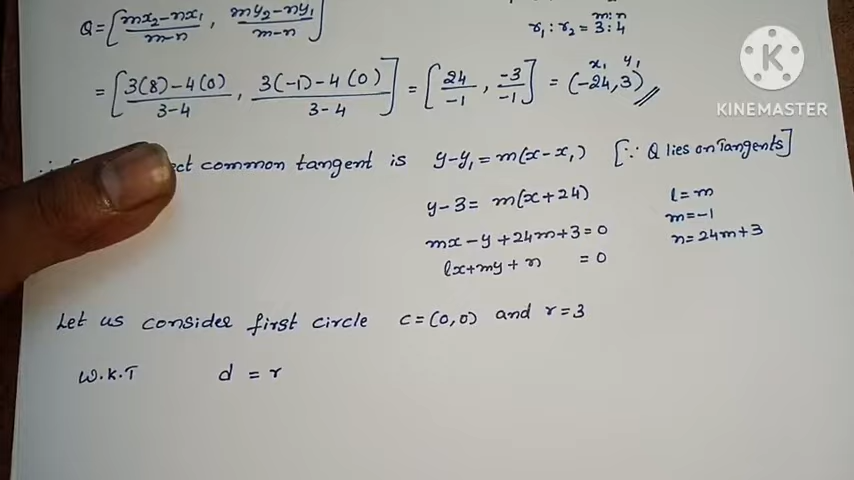 Q = [mx₂-nx₁/m-n , my₂-ny₁/m-n]
m:n
r₁:r₂ = 3:4
= [3(8)-4(0)/3-4 , 3(-1)-4(0)/3-4] = [24/-1 , -3/-1] = (-24,3)
x₁ y₁
KINEMASTER
common tangent is y-y₁ = m(x-x₁) [∵ Q lies on Tangents]
y-3 = m(x+24)
l=m
mx-y+24m+3=0
m=-1
lx+my+n =0
n=24m+3
Let us consider first circle c=(0,0) and r=3
W.K.T d = r